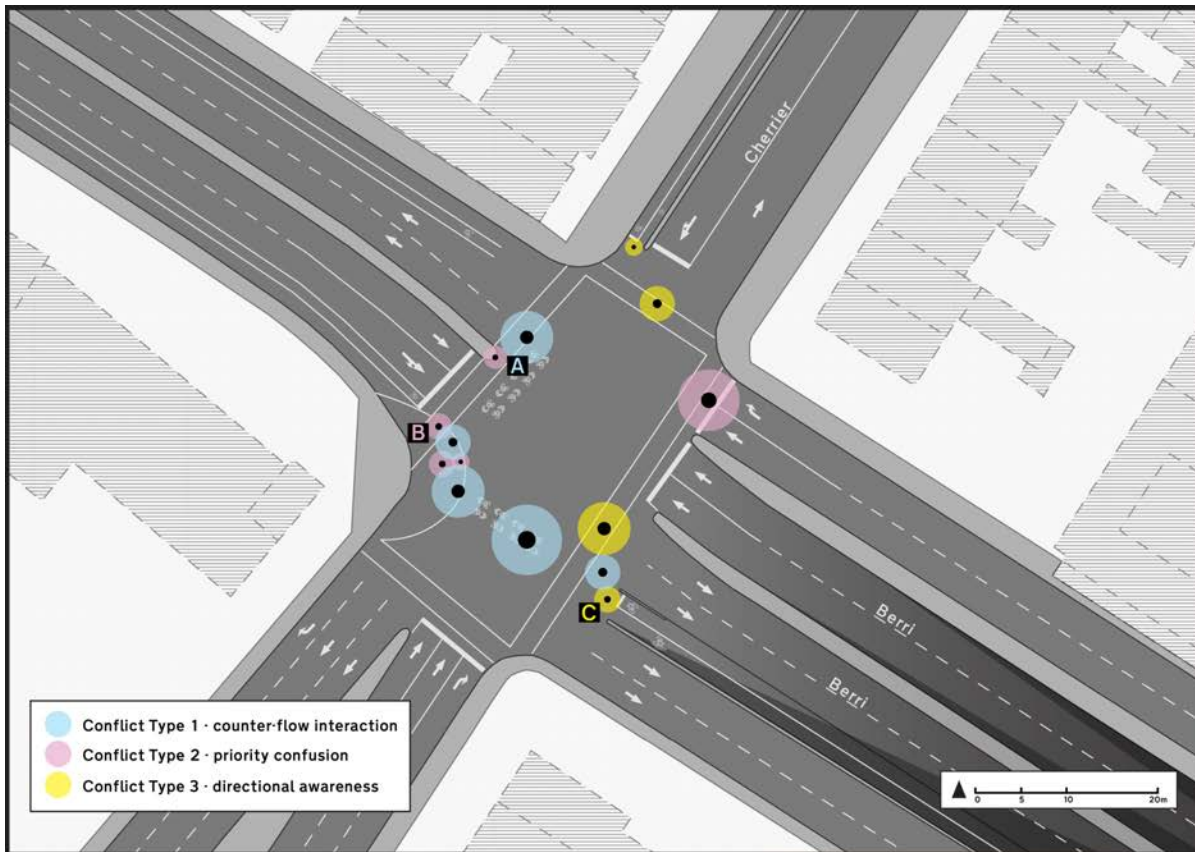 Cherrier
A
B
C
Berri
Berri
Conflict Type 1 · counter-flow interaction
Conflict Type 2 · priority confusion
Conflict Type 3 · directional awareness
0 5 10 20m